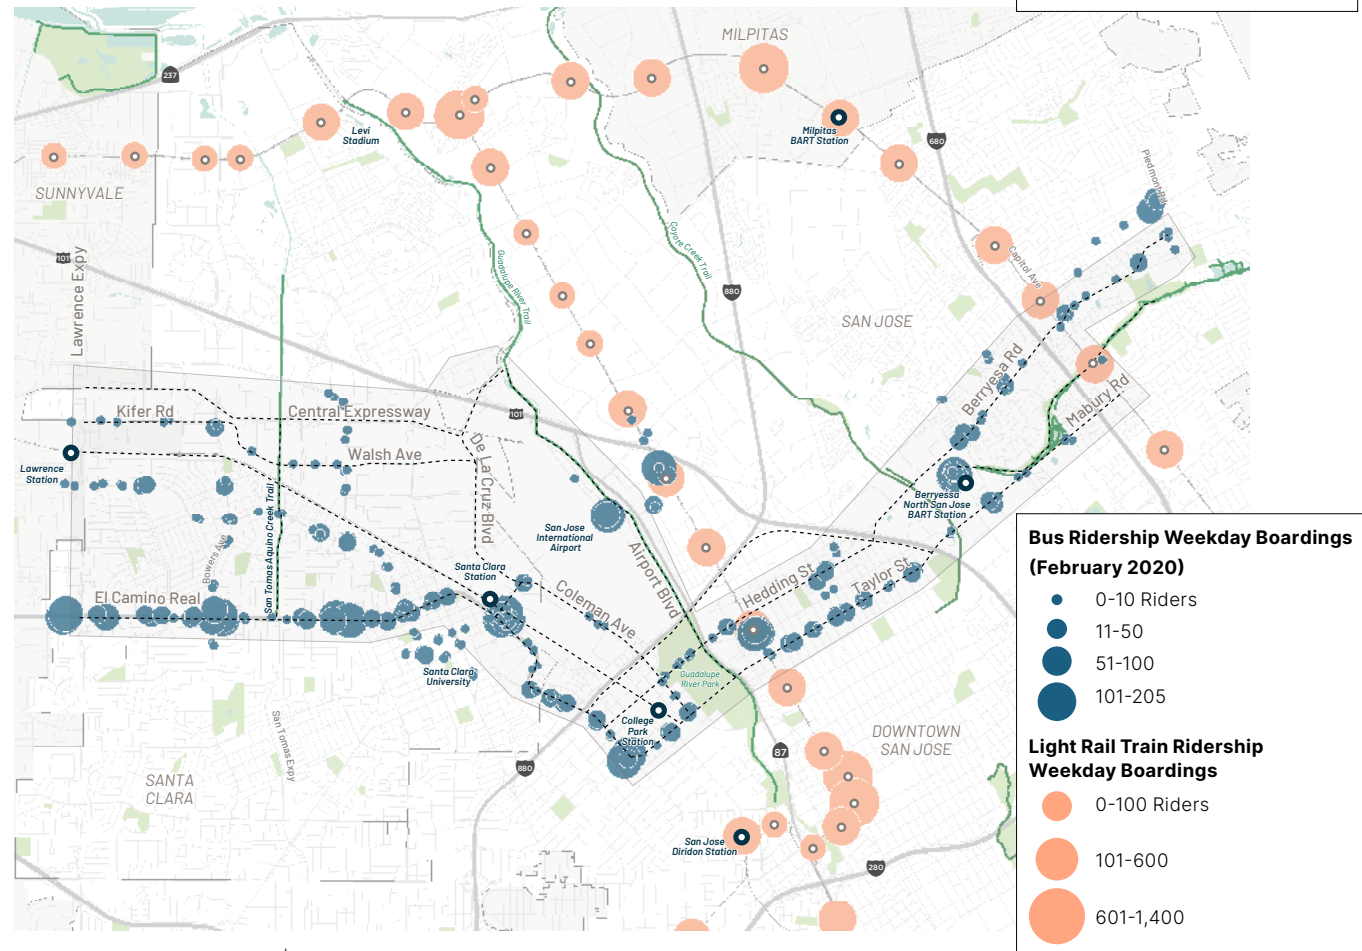 MILPITAS
237
Levi
Stadium
Milpitas
BART Station
680
Piedmont Rd
SUNNYVALE
Lawrence Expy
101
Guadalupe River Trail
Coyote Creek Trail
Capitol Ave
880
SAN JOSE
Berryesa Rd
Mabury Rd
Kifer Rd
Central Expressway
101
Walsh Ave
De La Cruz Blvd
Lawrence
Station
San Tomas Aquino Creek Trail
Bowers Ave
San Jose
International
Airport
Airport Blvd
Berryessa
North San Jose
BART Station
Santa Clara
Station
El Camino Real
Coleman Ave
Hedding St
Taylor St
Santa Clara
University
Guadalupe
River Park
College
Park
Station
San Tomas Expy
DOWNTOWN
SAN JOSE
87
880
SANTA
CLARA
San Jose
Diridon Station
280
Bus Ridership Weekday Boardings
(February 2020)
0-10 Riders
11-50
51-100
101-205
Light Rail Train Ridership
Weekday Boardings
0-100 Riders
101-600
601-1,400